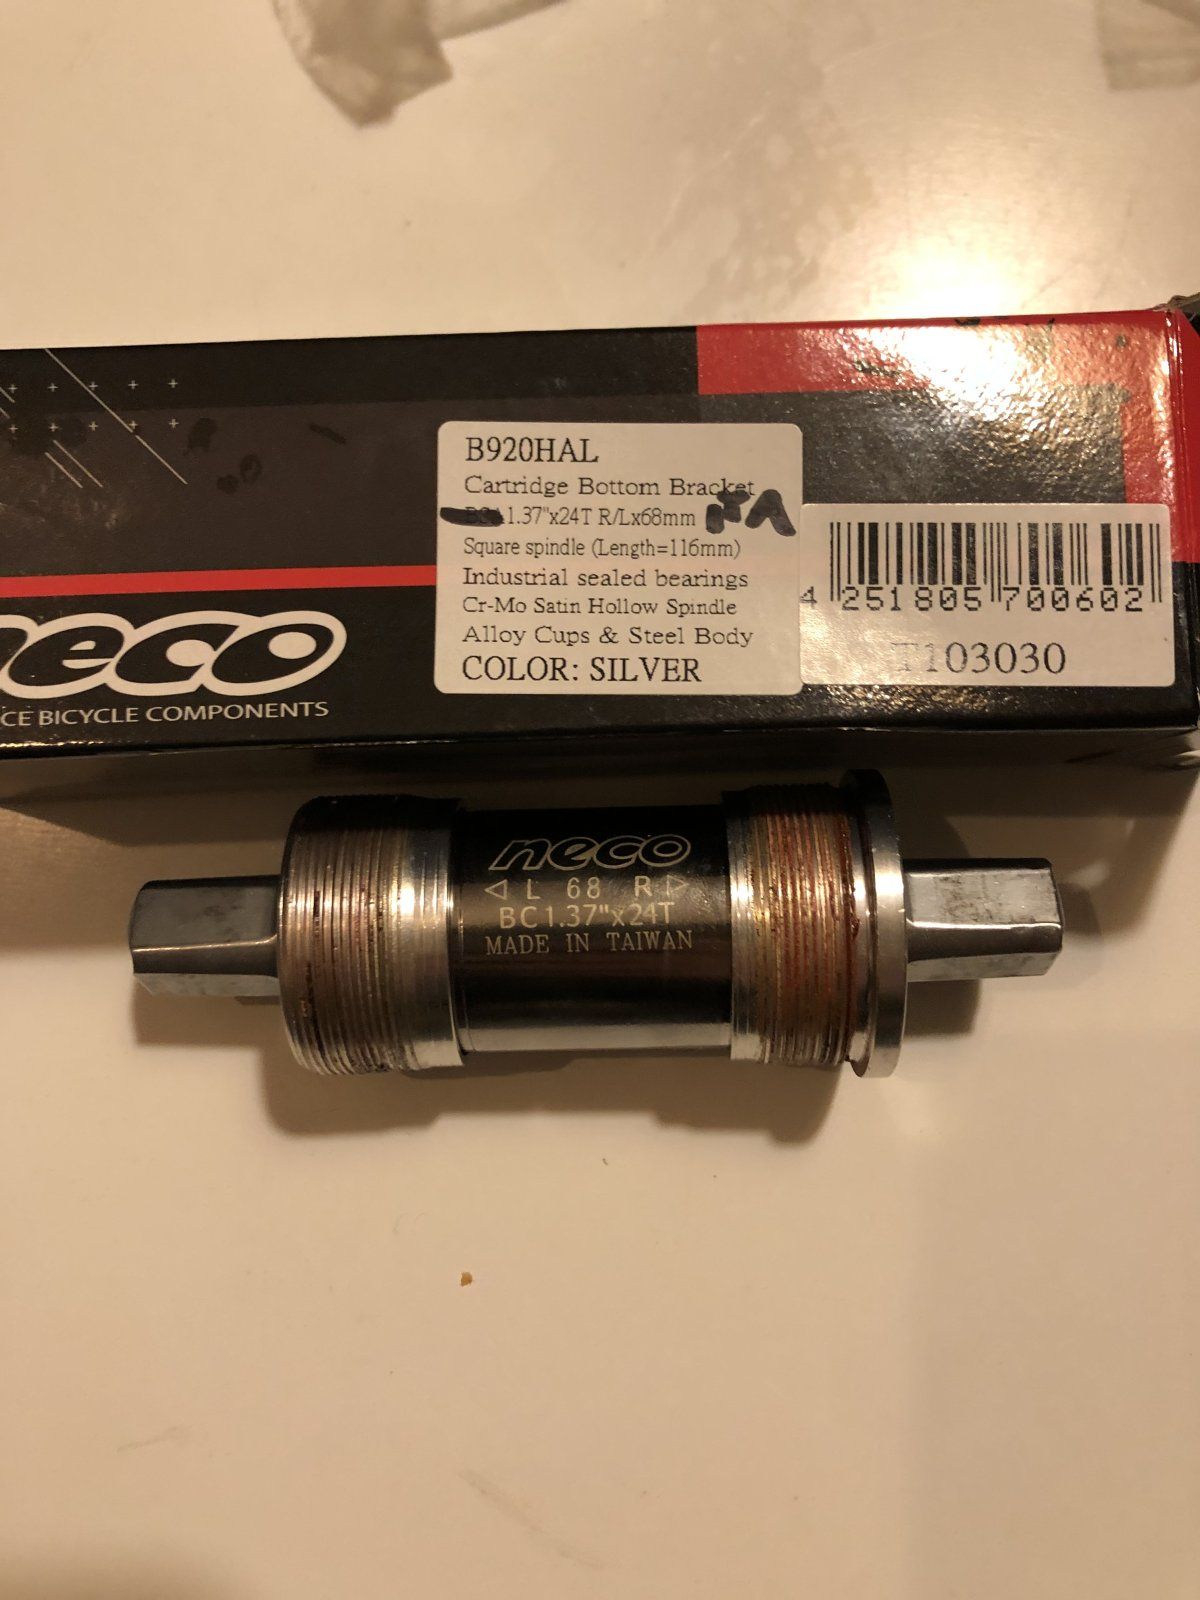 B920HAL
Cartridge Bottom Bracket
1.37"x24T R/Lx68mm ITA
Square spindle (Length=116mm)
Industrial sealed bearings
Cr-Mo Satin Hollow Spindle
Alloy Cups & Steel Body
COLOR: SILVER
4 251805 700602
T103030
neco
CE BICYCLE COMPONENTS
neco
◁ L 68 R ▷
BC1.37"x24T
MADE IN TAIWAN